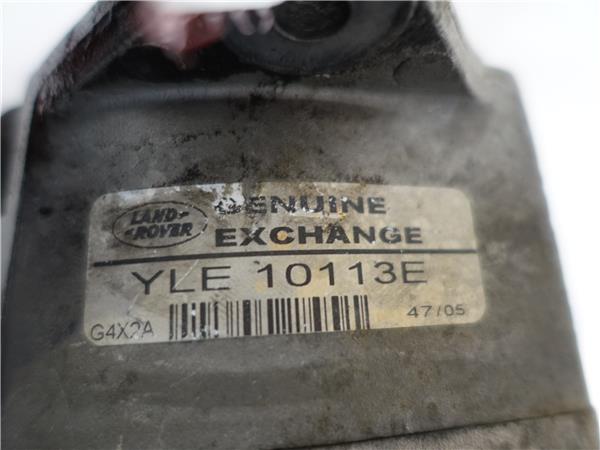 LAND-
ROVER
GENUINE
EXCHANGE
YLE 10113E
G4X2A
47/05